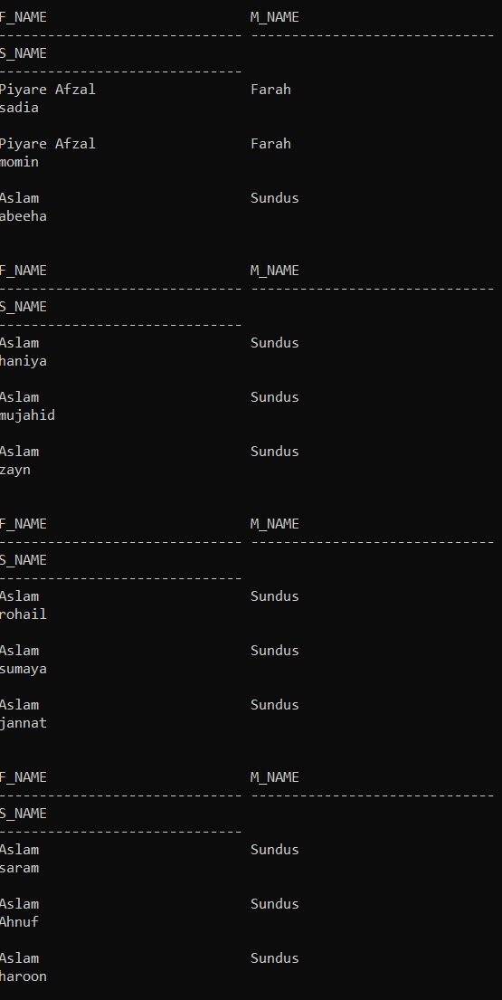 F_NAME                         M_NAME
------------------------------ ------------------------------
S_NAME
------------------------------
Piyare Afzal                   Farah
sadia
Piyare Afzal                   Farah
momin
Aslam                          Sundus
abeeha
F_NAME                         M_NAME
------------------------------ ------------------------------
S_NAME
------------------------------
Aslam                          Sundus
haniya
Aslam                          Sundus
mujahid
Aslam                          Sundus
zayn
F_NAME                         M_NAME
------------------------------ ------------------------------
S_NAME
------------------------------
Aslam                          Sundus
rohail
Aslam                          Sundus
sumaya
Aslam                          Sundus
jannat
F_NAME                         M_NAME
------------------------------ ------------------------------
S_NAME
------------------------------
Aslam                          Sundus
saram
Aslam                          Sundus
Ahnuf
Aslam                          Sundus
haroon